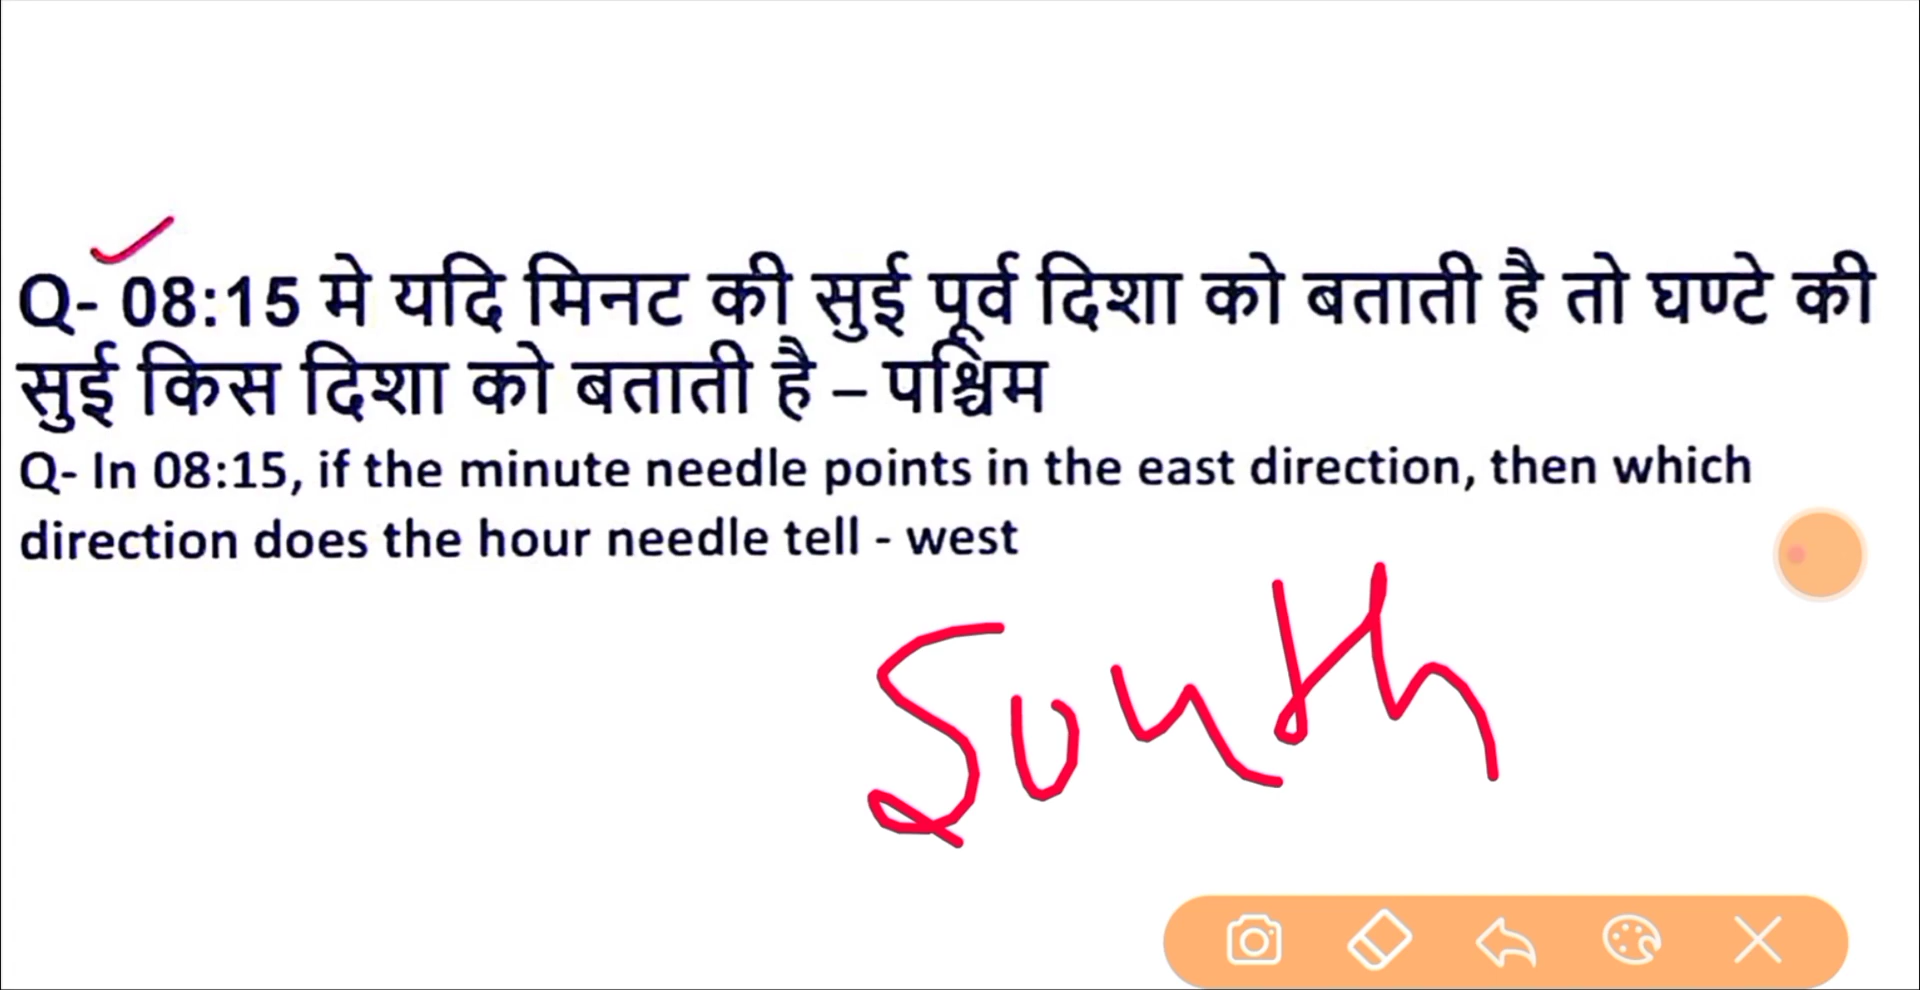 Q- 08:15 मे यदि मिनट की सुई पूर्व दिशा को बताती है तो घण्टे की
सुई किस दिशा को बताती है – पश्चिम
Q- In 08:15, if the minute needle points in the east direction, then which
direction does the hour needle tell - west
South